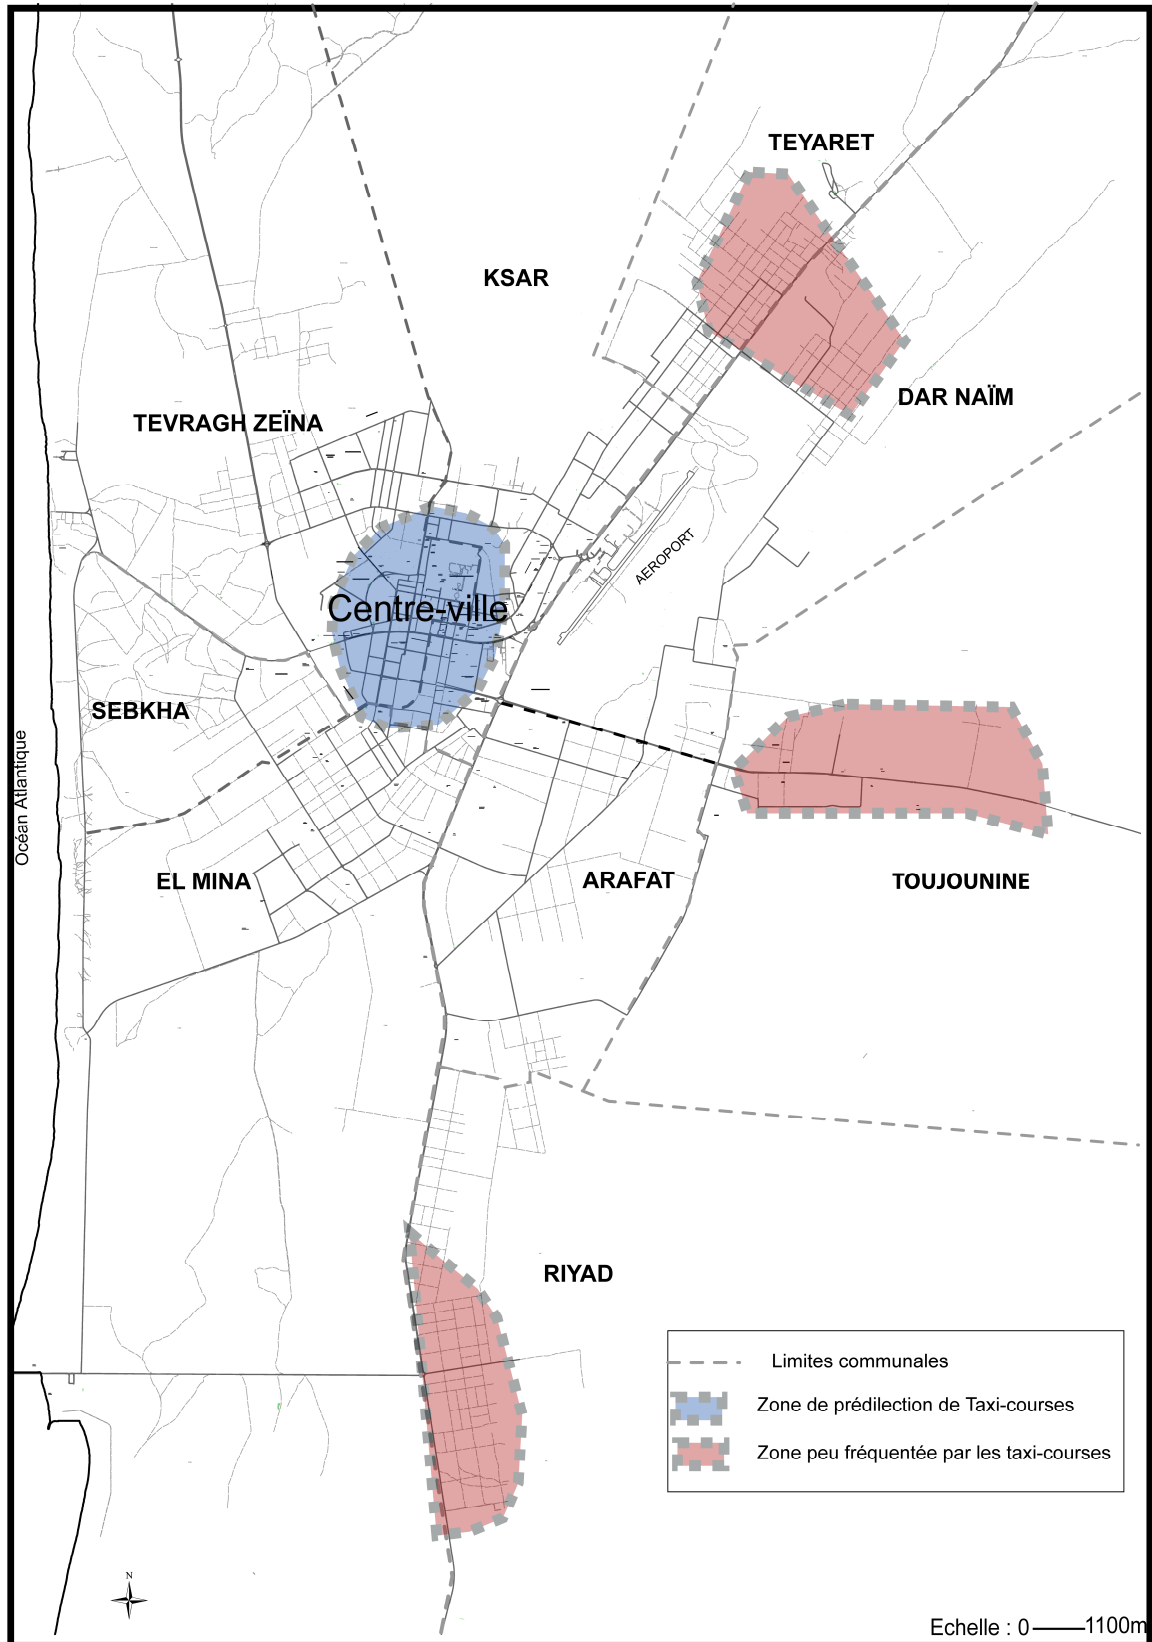 TEYARET
KSAR
DAR NAÏM
TEVRAGH ZEÏNA
AEROPORT
Centre-ville
SEBKHA
Océan Atlantique
EL MINA
ARAFAT
TOUJOUNINE
RIYAD
Limites communales
Zone de prédilection de Taxi-courses
Zone peu fréquentée par les taxi-courses
N
Echelle : 0 1100m